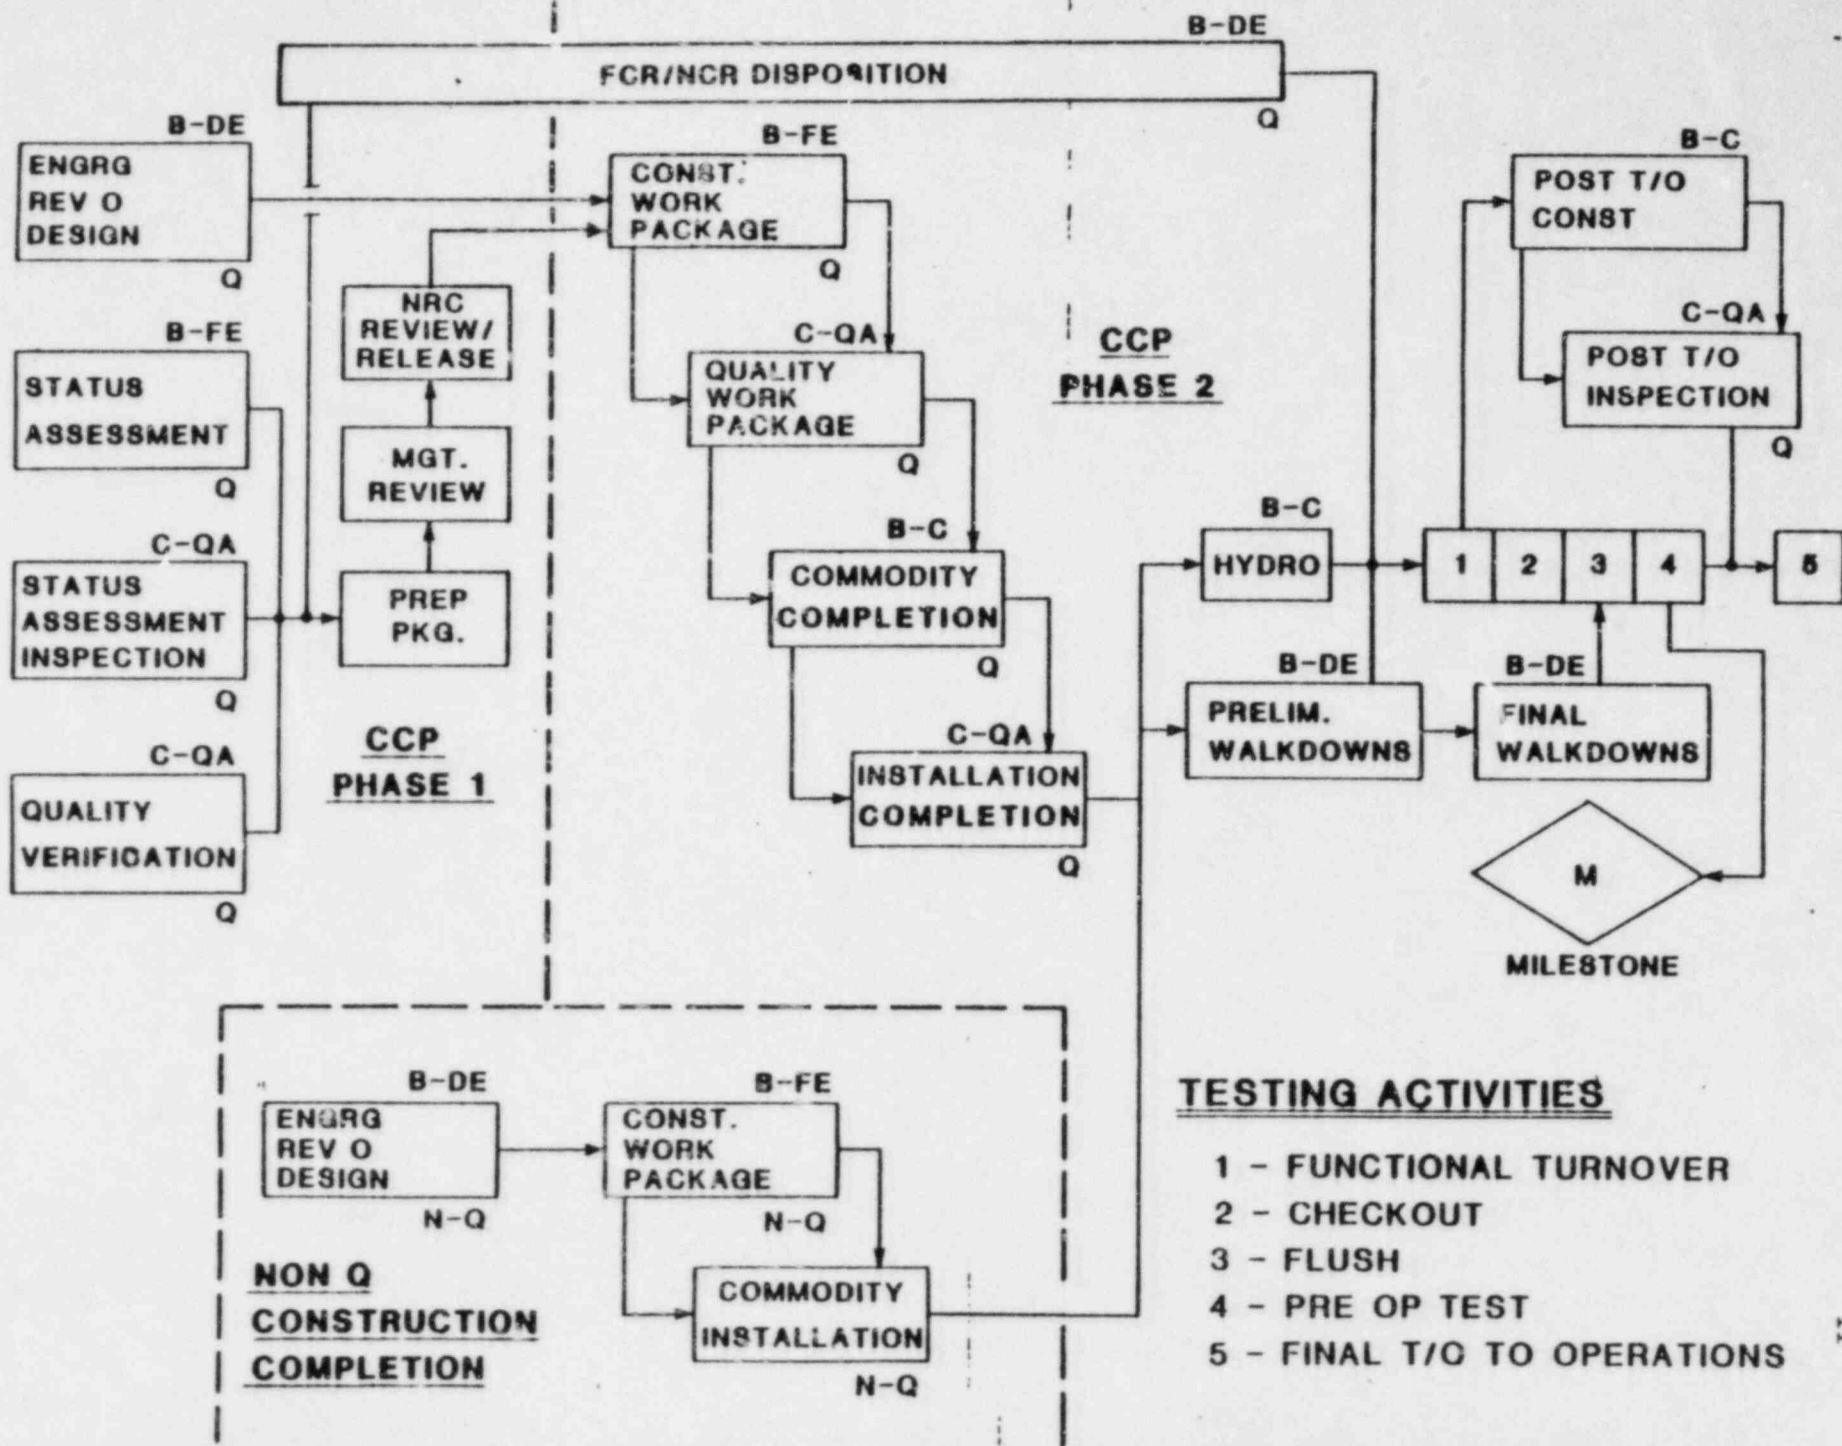 B-DE
FCR/NCR DISPOSITION
Q
B-DE
ENGRG
REV O
DESIGN
Q
B-FE
STATUS
ASSESSMENT
Q
C-QA
STATUS
ASSESSMENT
INSPECTION
Q
C-QA
QUALITY
VERIFICATION
Q
NRC
REVIEW/
RELEASE
MGT.
REVIEW
PREP
PKG.
CCP
PHASE 1
B-FE
CONST.
WORK
PACKAGE
Q
C-QA
QUALITY
WORK
PACKAGE
Q
B-C
COMMODITY
COMPLETION
Q
C-QA
INSTALLATION
COMPLETION
Q
CCP
PHASE 2
B-C
HYDRO
B-DE
PRELIM.
WALKDOWNS
B-DE
FINAL
WALKDOWNS
B-C
POST T/O
CONST
C-QA
POST T/O
INSPECTION
Q
1 2 3 4 5
M
MILESTONE
B-DE
ENGRG
REV O
DESIGN
N-Q
B-FE
CONST.
WORK
PACKAGE
N-Q
COMMODITY
INSTALLATION
N-Q
NON Q
CONSTRUCTION
COMPLETION
TESTING ACTIVITIES
1 - FUNCTIONAL TURNOVER
2 - CHECKOUT
3 - FLUSH
4 - PRE OP TEST
5 - FINAL T/O TO OPERATIONS